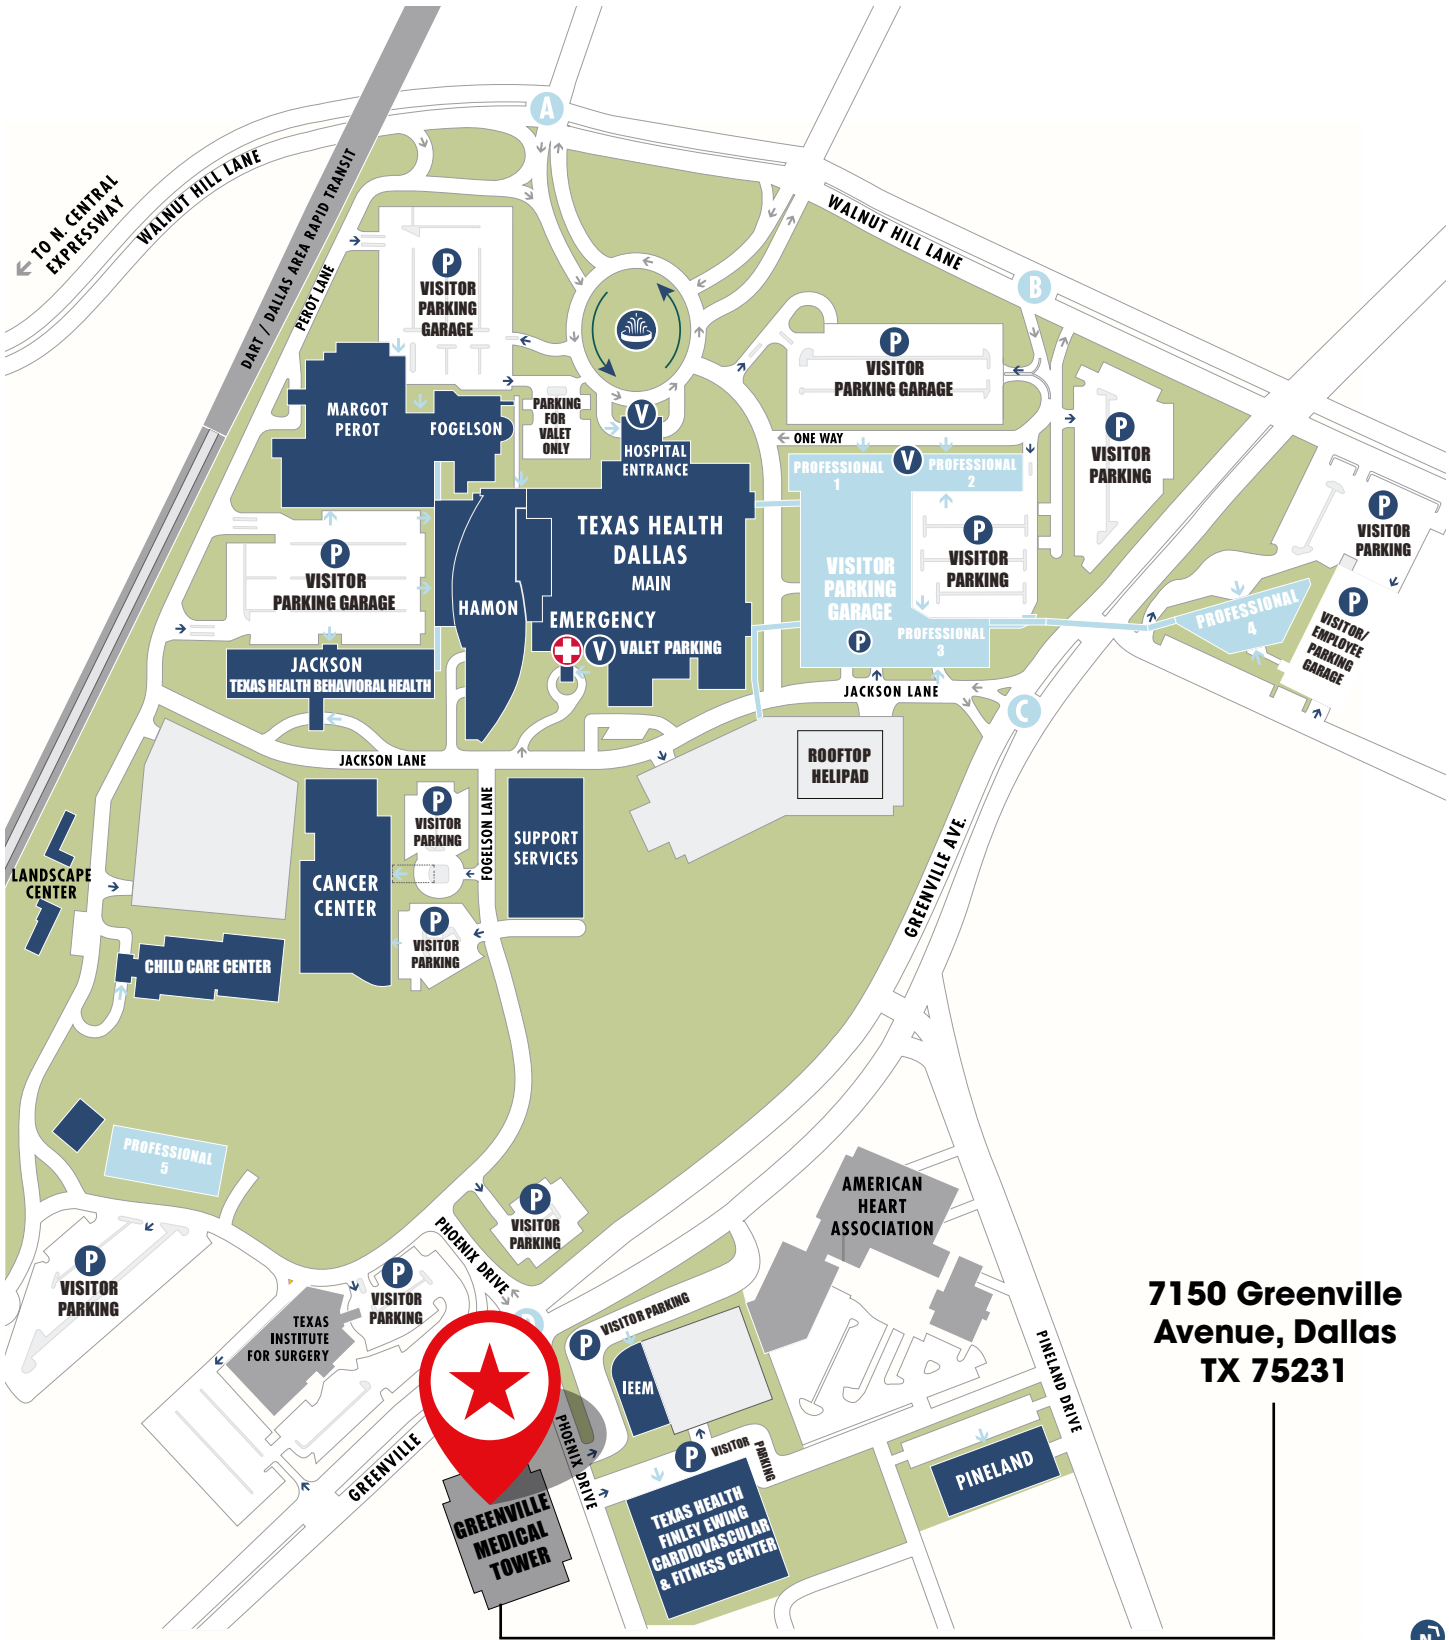 A
WALNUT HILL LANE
TO N. CENTRAL
EXPRESSWAY
DART / DALLAS AREA RAPID TRANSIT
PEROT LANE
WALNUT HILL LANE
B
P
VISITOR
PARKING
GARAGE
P
VISITOR
PARKING GARAGE
MARGOT
PEROT
FOGELSON
PARKING
FOR
VALET
ONLY
V
HOSPITAL
ENTRANCE
ONE WAY
P
VISITOR
PARKING
PROFESSIONAL
1
V
PROFESSIONAL
2
P
VISITOR
PARKING
P
VISITOR
PARKING GARAGE
HAMON
TEXAS HEALTH
DALLAS
MAIN
EMERGENCY
V VALET PARKING
VISITOR
PARKING
GARAGE
P
P
VISITOR
PARKING
PROFESSIONAL
3
PROFESSIONAL
4
P
VISITOR/
EMPLOYEE
PARKING
GARAGE
JACKSON
TEXAS HEALTH BEHAVIORAL HEALTH
JACKSON LANE
C
JACKSON LANE
ROOFTOP
HELIPAD
P
VISITOR
PARKING
FOGELSON LANE
SUPPORT
SERVICES
GREENVILLE AVE.
LANDSCAPE
CENTER
CANCER
CENTER
P
VISITOR
PARKING
CHILD CARE CENTER
PROFESSIONAL
5
P
VISITOR
PARKING
AMERICAN
HEART
ASSOCIATION
PHOENIX DRIVE
P
VISITOR
PARKING
P
VISITOR
PARKING
TEXAS
INSTITUTE
FOR SURGERY
P
VISITOR PARKING
IEEM
PINELAND DRIVE
7150 Greenville
Avenue, Dallas
TX 75231
GREENVILLE
PHOENIX DRIVE
P
VISITOR
PARKING
PINELAND
GREENVILLE
MEDICAL
TOWER
TEXAS HEALTH
FINLEY EWING
CARDIOVASCULAR
& FITNESS CENTER
N